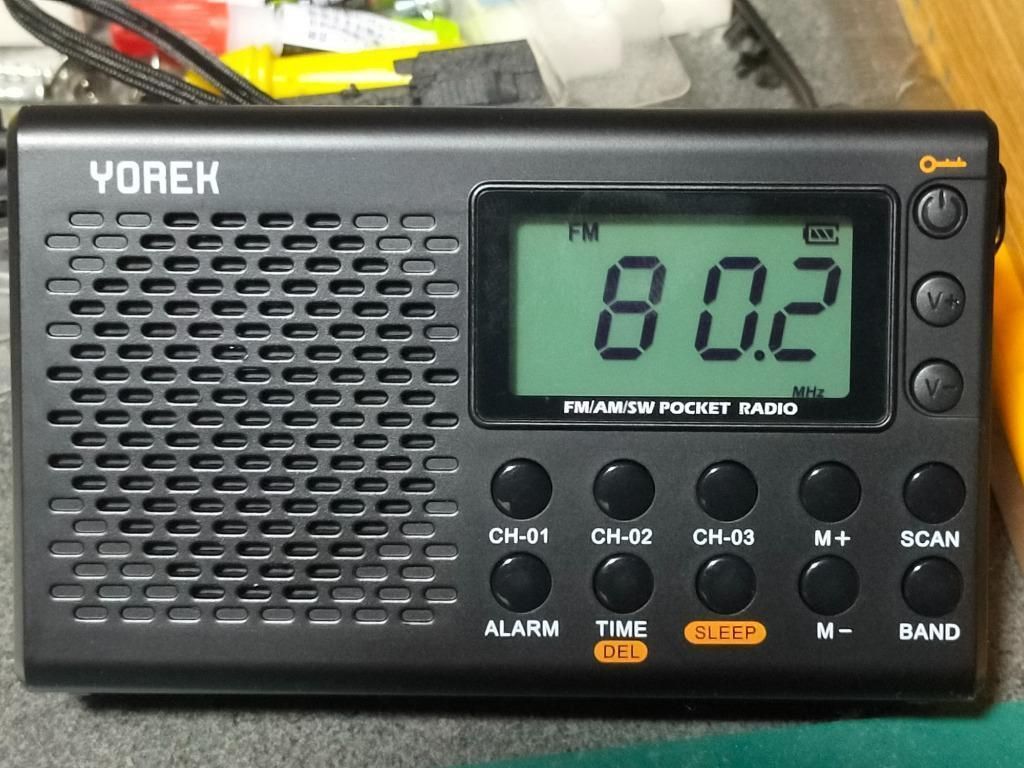 YOREK
FM
80.2
MHz
FM/AM/SW POCKET RADIO
V+
V-
CH-01 CH-02 CH-03 M+ SCAN
ALARM TIME SLEEP M- BAND
DEL